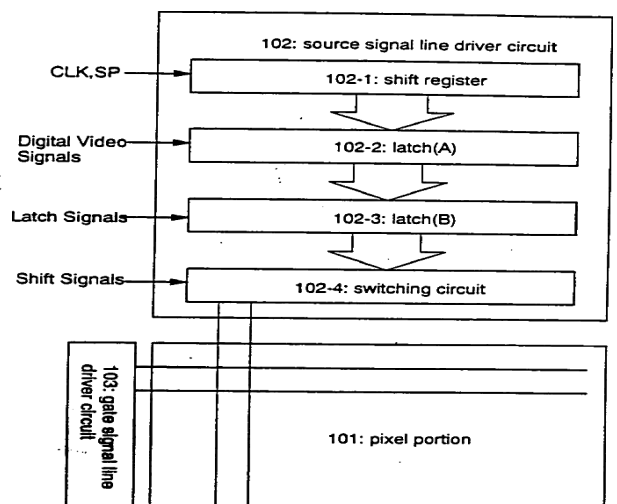 102: source signal line driver circuit
CLK,SP
102-1: shift register
Digital Video
Signals
102-2: latch(A)
Latch Signals
102-3: latch(B)
Shift Signals
102-4: switching circuit
103: gate signal line
driver circuit
101: pixel portion